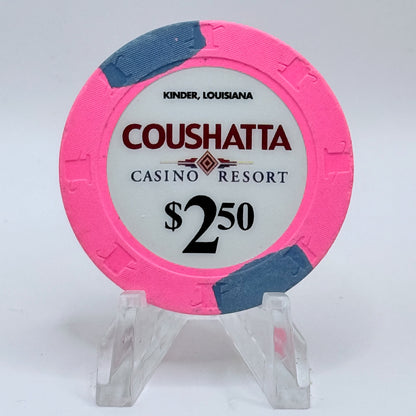 KINDER, LOUISIANA
COUSHATTA
CASINO RESORT
$2.50